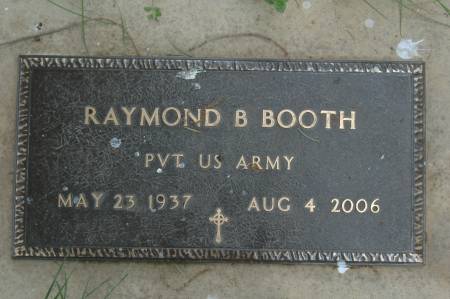 RAYMOND B BOOTH
PVT US ARMY
MAY 23 1937 AUG 4 2006